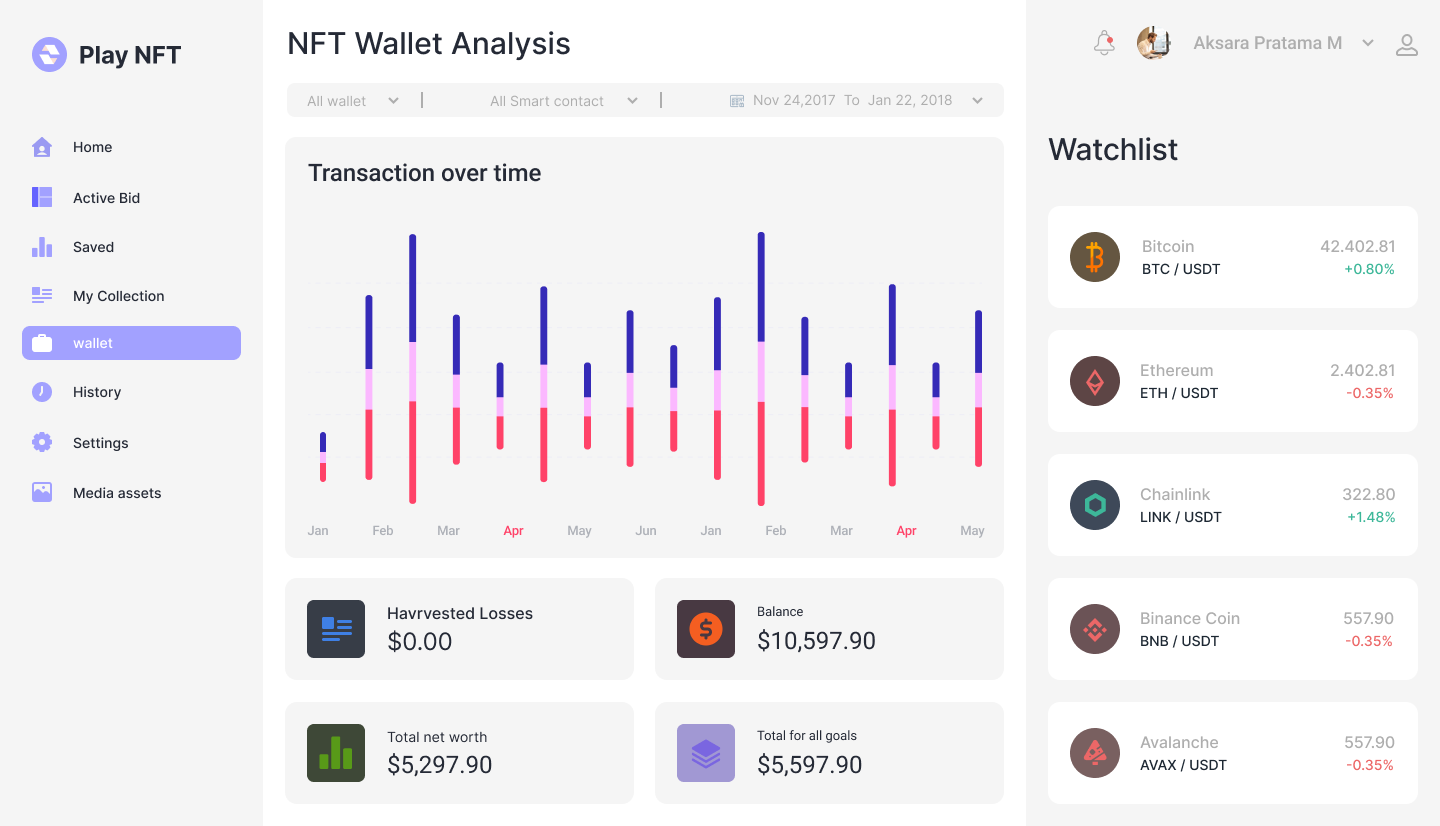 Play NFT
Home
Active Bid
Saved
My Collection
wallet
History
Settings
Media assets
NFT Wallet Analysis
All wallet | All Smart contact | Nov 24,2017 To Jan 22, 2018
Transaction over time
Jan Feb Mar Apr May Jun Jan Feb Mar Apr May
Havrvested Losses
$0.00
Balance
$10,597.90
Total net worth
$5,297.90
Total for all goals
$5,597.90
Aksara Pratama M
Watchlist
Bitcoin 42.402.81
BTC / USDT +0.80%
Ethereum 2.402.81
ETH / USDT -0.35%
Chainlink 322.80
LINK / USDT +1.48%
Binance Coin 557.90
BNB / USDT -0.35%
Avalanche 557.90
AVAX / USDT -0.35%